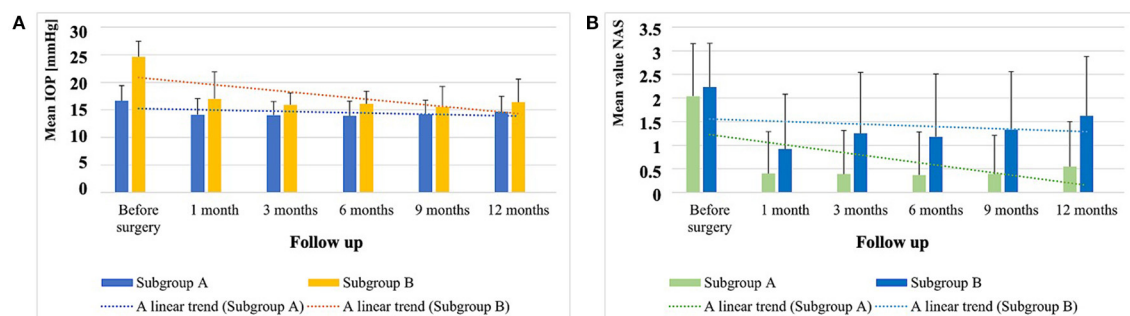 A
Mean IOP [mmHg]
30
25
20
15
10
5
0
Before surgery
1 month
3 months
6 months
9 months
12 months
Follow up
Subgroup A
Subgroup B
A linear trend (Subgroup A)
A linear trend (Subgroup B)
B
Mean value NAS
3.5
3
2.5
2
1.5
1
0.5
0
Before surgery
1 month
3 months
6 months
9 months
12 months
Follow up
Subgroup A
Subgroup B
A linear trend (Subgroup A)
A linear trend (Subgroup B)